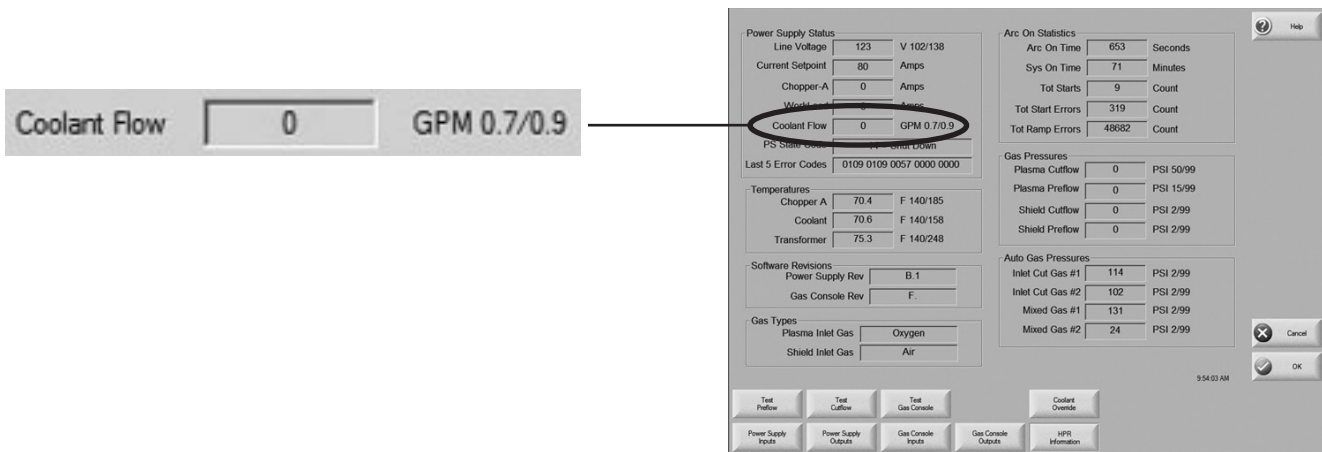 Coolant Flow 0 GPM 0.7/0.9
Power Supply Status
Line Voltage 123 V 102/138
Current Setpoint 80 Amps
Chopper-A 0 Amps
Amps
Coolant Flow 0 GPM 0.7/0.9
PS State Code Shut Down
Last 5 Error Codes 0109 0109 0057 0000 0000
Temperatures
Chopper A 70.4 F 140/185
Coolant 70.6 F 140/158
Transformer 75.3 F 140/248
Software Revisions
Power Supply Rev B.1
Gas Console Rev F.
Gas Types
Plasma Inlet Gas Oxygen
Shield Inlet Gas Air
Arc On Statistics
Arc On Time 653 Seconds
Sys On Time 71 Minutes
Tot Starts 9 Count
Tot Start Errors 319 Count
Tot Ramp Errors 48682 Count
Gas Pressures
Plasma Cutflow 0 PSI 50/99
Plasma Preflow 0 PSI 15/99
Shield Cutflow 0 PSI 2/99
Shield Preflow 0 PSI 2/99
Auto Gas Pressures
Inlet Cut Gas #1 114 PSI 2/99
Inlet Cut Gas #2 102 PSI 2/99
Mixed Gas #1 131 PSI 2/99
Mixed Gas #2 24 PSI 2/99
Help
Cancel
OK
9:54:03 AM
Test
Preflow
Test
Cutflow
Test
Gas Console
Coolant
Override
Power Supply
Inputs
Power Supply
Outputs
Gas Console
Inputs
Gas Console
Outputs
HPR
Information